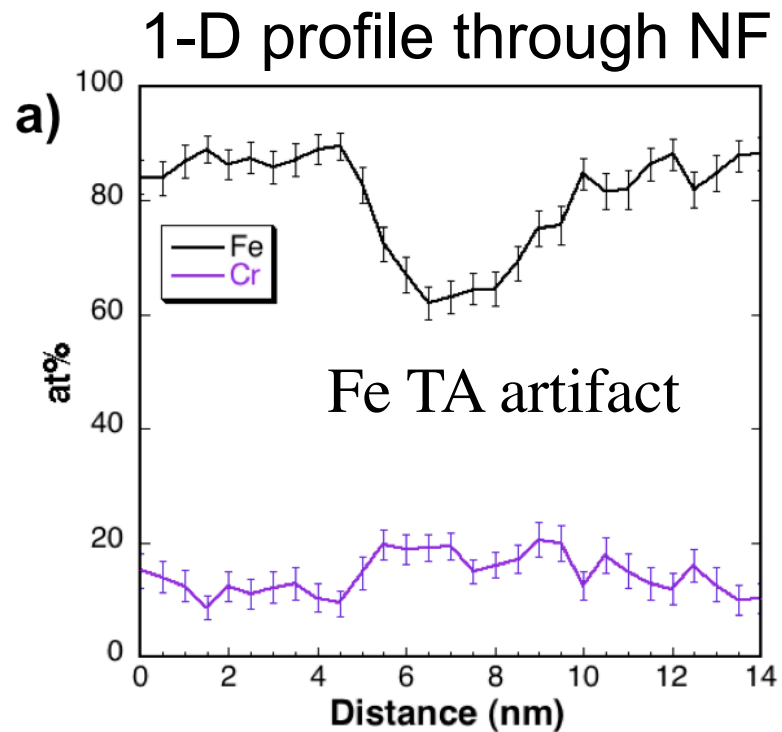 1-D profile through NF
a)
100
80
60
40
20
0
at%
Fe
Cr
Fe TA artifact
0 2 4 6 8 10 12 14
Distance (nm)